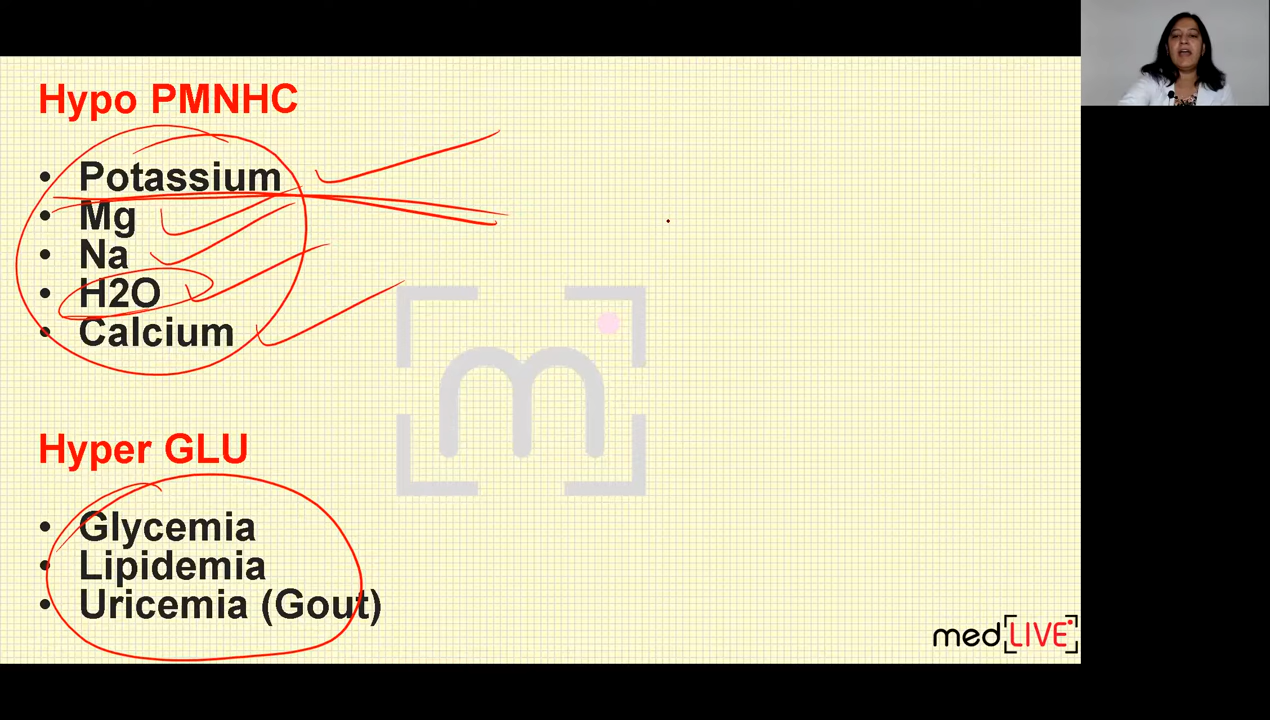 Hypo PMNHC
• Potassium
• Mg
• Na
• H2O
• Calcium
Hyper GLU
• Glycemia
• Lipidemia
• Uricemia (Gout)
m
med LIVE